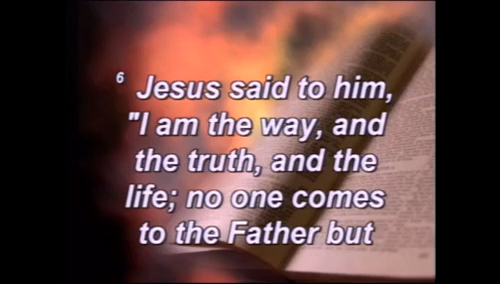 6 Jesus said to him,
"I am the way, and
the truth, and the
life; no one comes
to the Father but